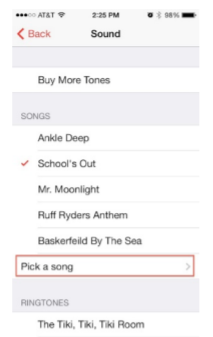 AT&T 2:25 PM 98%
Back Sound
Buy More Tones
SONGS
Ankle Deep
School's Out
Mr. Moonlight
Ruff Ryders Anthem
Baskerfeild By The Sea
Pick a song
RINGTONES
The Tiki, Tiki, Tiki Room